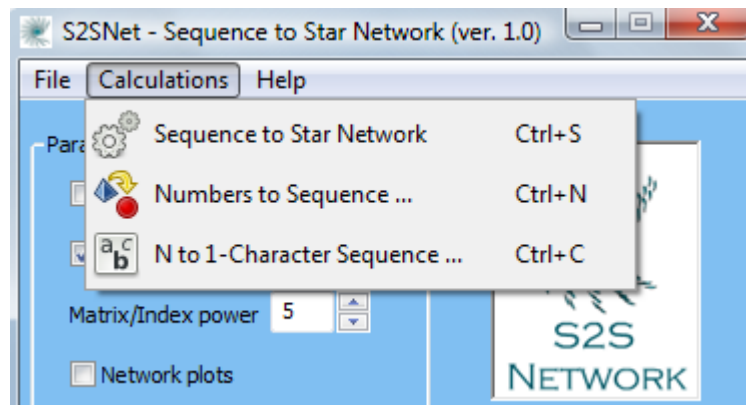 S2SNet - Sequence to Star Network (ver. 1.0)
File Calculations Help
Para
Sequence to Star Network Ctrl+S
Numbers to Sequence ... Ctrl+N
abc N to 1-Character Sequence ... Ctrl+C
Matrix/Index power 5
S2S
Network plots
NETWORK